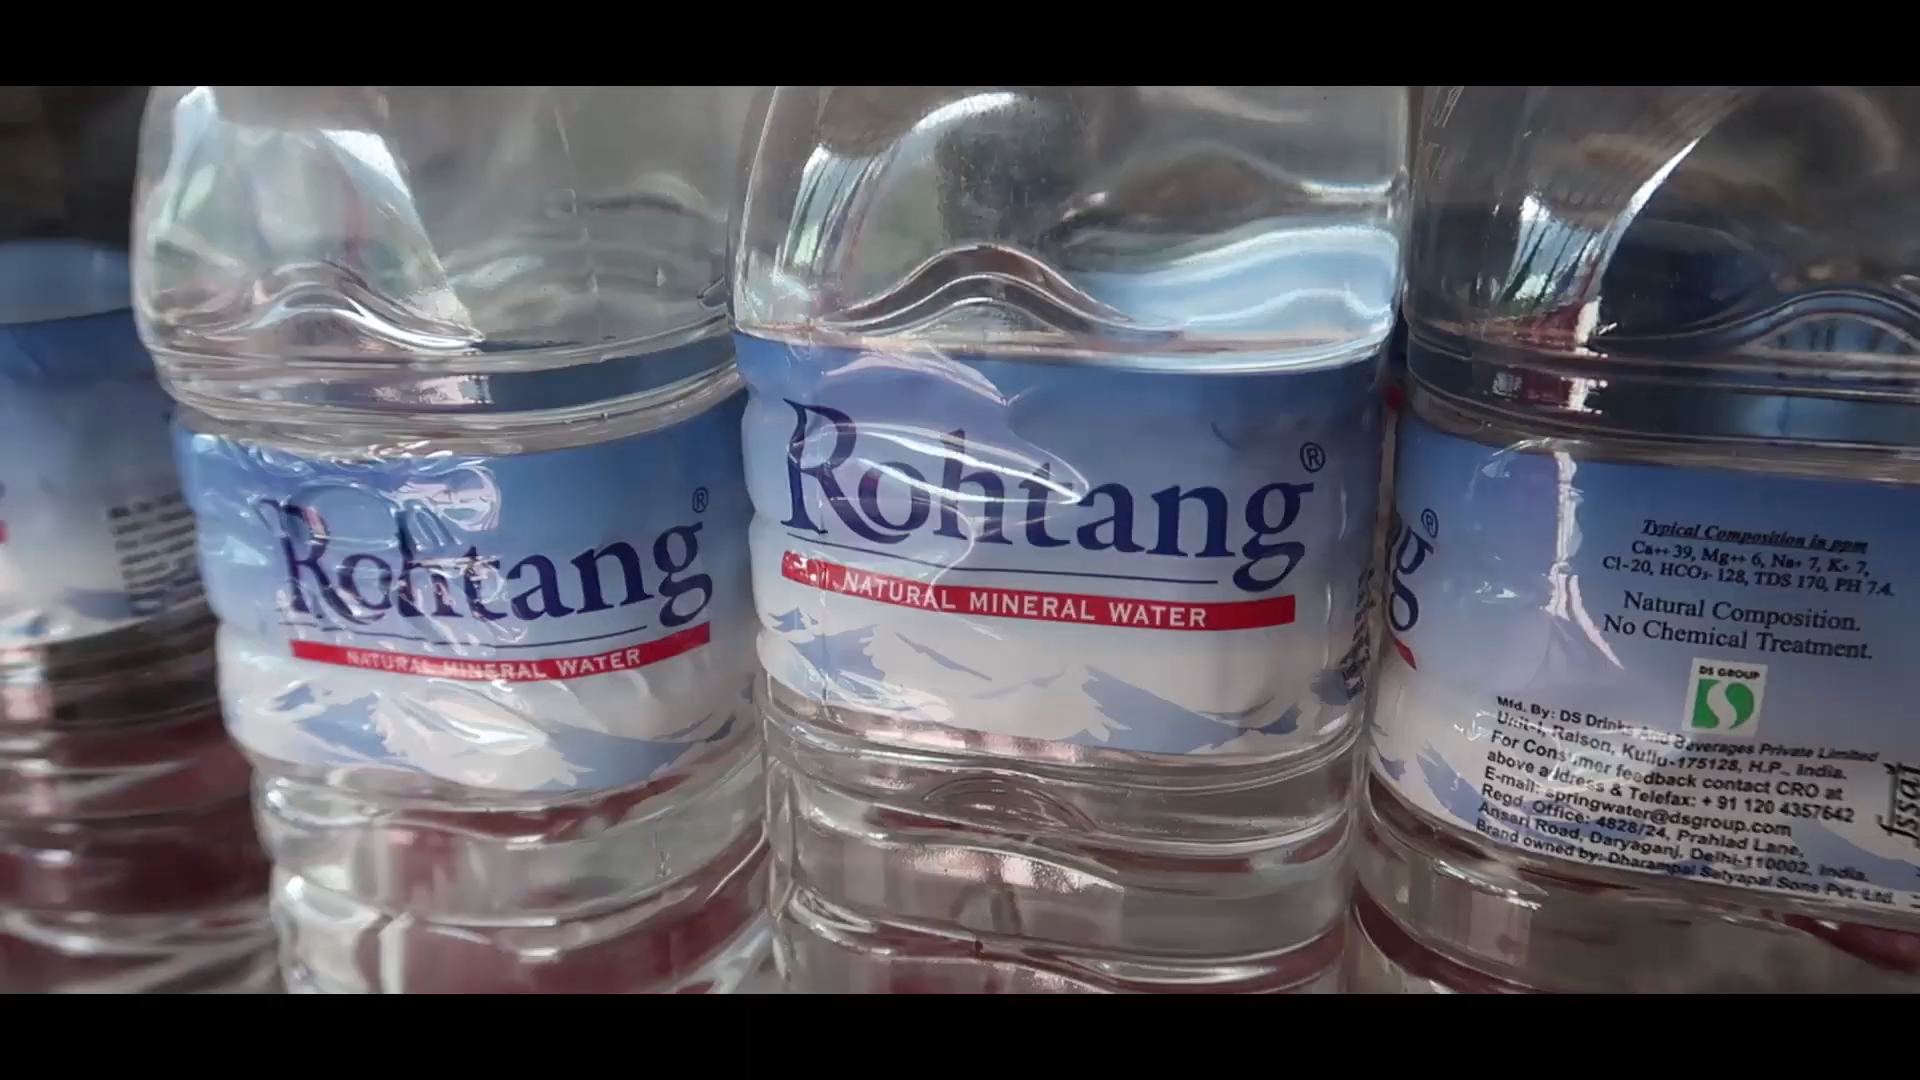 Rohtang®
NATURAL MINERAL WATER
Rohtang®
NATURAL MINERAL WATER
g®
Typical Composition in ppm
Ca++ 39, Mg++ 6, Na+ 7, K+ 7,
Cl-20, HCO3- 128, TDS 170, PH 7.4.
Natural Composition.
No Chemical Treatment.
DS GROUP
Mfd. By: DS Drinks And Beverages Private Limited
Unit-I, Raison, Kullu-175128, H.P., India.
For Consumer feedback contact CRO at
above address & Telefax: + 91 120 4357642
E-mail: springwater@dsgroup.com
Regd. Office: 4828/24, Prahlad Lane,
Ansari Road, Daryaganj, Delhi-110002, India.
Brand owned by: Dharampal Satyapal Sons Pvt. Ltd.
fssai